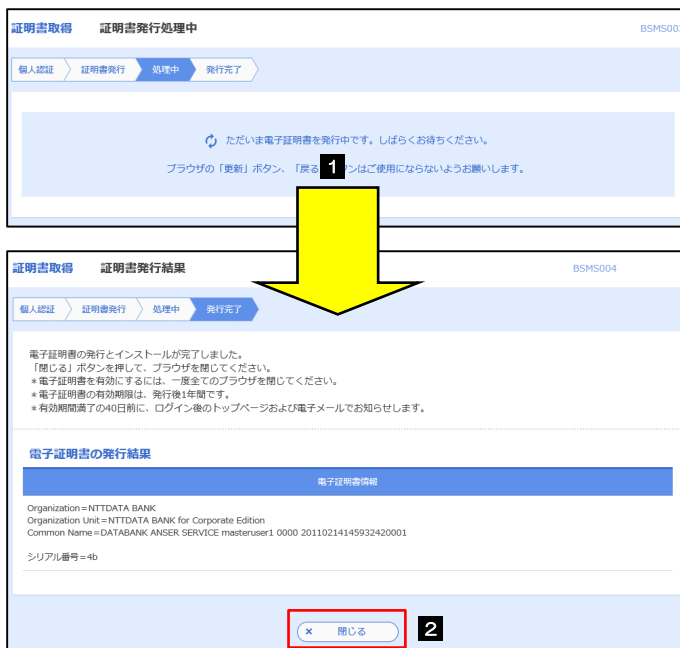 証明書取得 証明書発行処理中 BSMS003
個人認証 証明書発行 処理中 発行完了
ただいま電子証明書を発行中です。しばらくお待ちください。
ブラウザの「更新」ボタン、「戻る 1 ンはご使用にならないようお願いします。
証明書取得 証明書発行結果 BSMS004
個人認証 証明書発行 処理中 発行完了
電子証明書の発行とインストールが完了しました。
「閉じる」ボタンを押して、ブラウザを閉じてください。
＊電子証明書を有効にするには、一度全てのブラウザを閉じてください。
＊電子証明書の有効期限は、発行後1年間です。
＊有効期間満了の40日前に、ログイン後のトップページおよび電子メールでお知らせします。
電子証明書の発行結果
電子証明書情報
Organization=NTTDATA BANK
Organization Unit=NTTDATA BANK for Corporate Edition
Common Name=DATABANK ANSER SERVICE masteruser1 0000 20110214145932420001
シリアル番号=4b
× 閉じる 2